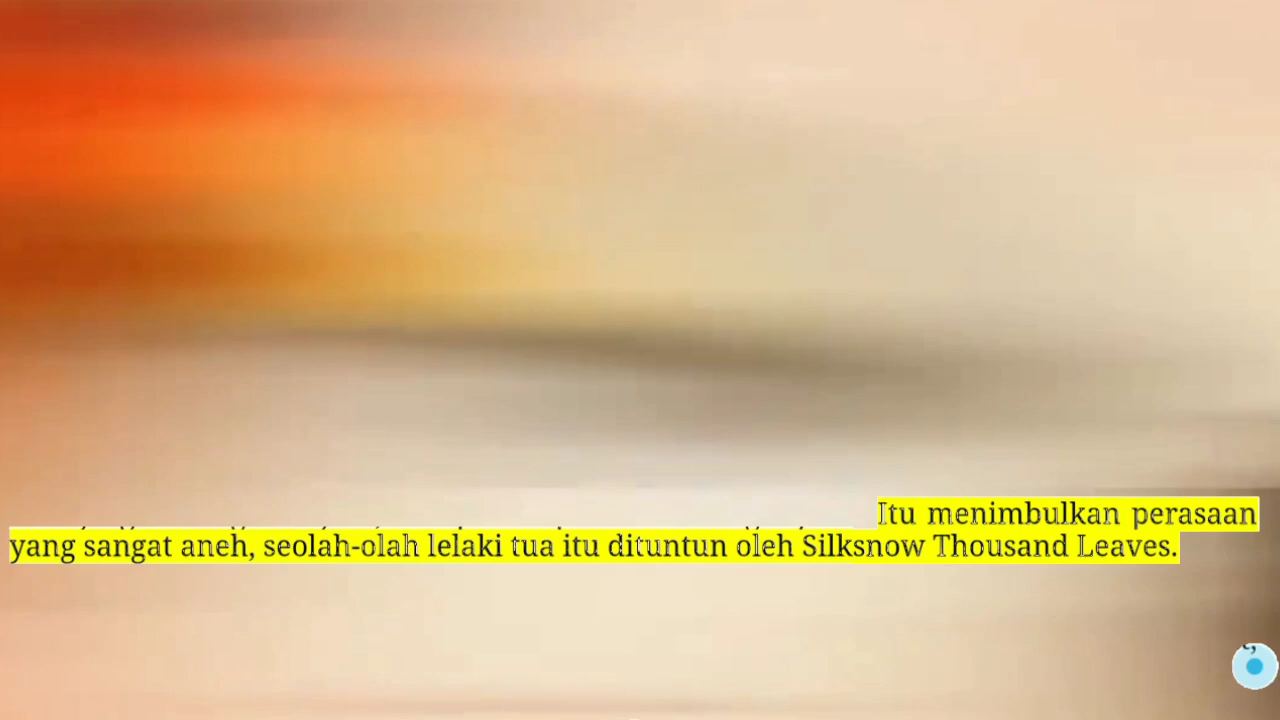 Itu menimbulkan perasaan
yang sangat aneh, seolah-olah lelaki tua itu dituntun oleh Silksnow Thousand Leaves.